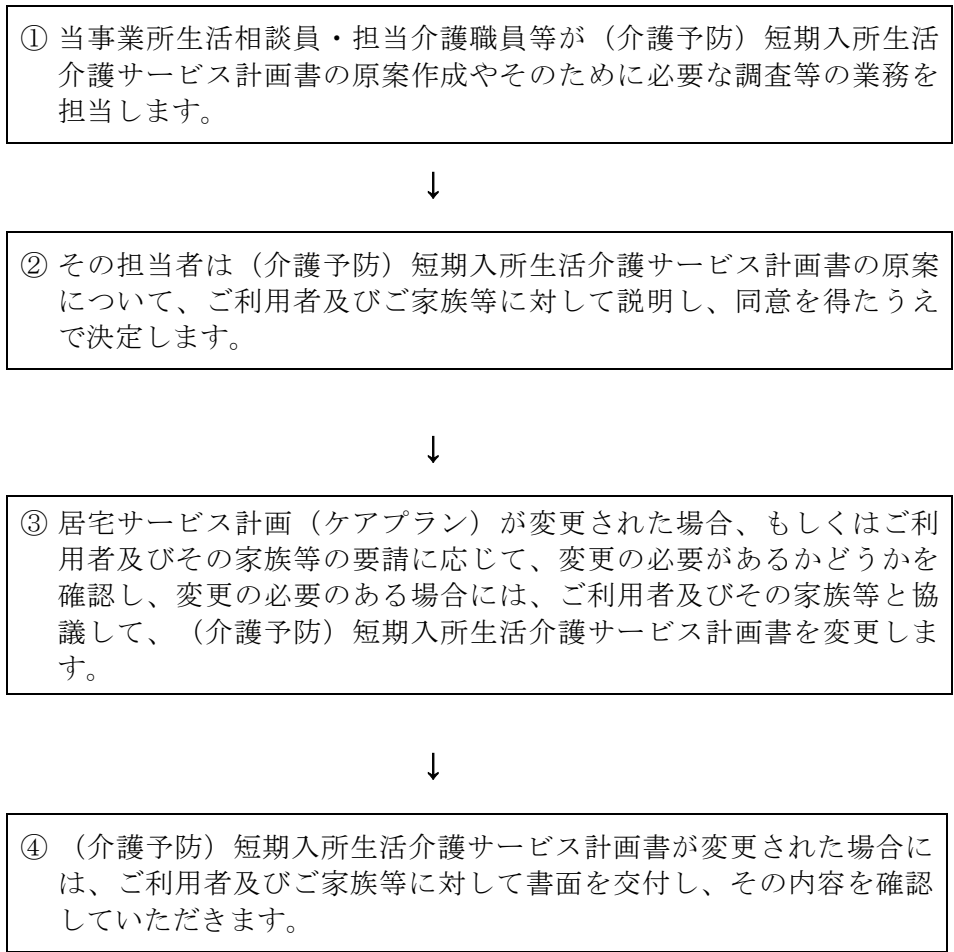 ① 当事業所生活相談員・担当介護職員等が（介護予防）短期入所生活
介護サービス計画書の原案作成やそのために必要な調査等の業務を
担当します。
↓
② その担当者は（介護予防）短期入所生活介護サービス計画書の原案
について、ご利用者及びご家族等に対して説明し、同意を得たうえ
で決定します。
↓
③ 居宅サービス計画（ケアプラン）が変更された場合、もしくはご利
用者及びその家族等の要請に応じて、変更の必要があるかどうかを
確認し、変更の必要のある場合には、ご利用者及びその家族等と協
議して、（介護予防）短期入所生活介護サービス計画書を変更しま
す。
↓
④ （介護予防）短期入所生活介護サービス計画書が変更された場合に
は、ご利用者及びご家族等に対して書面を交付し、その内容を確認
していただきます。